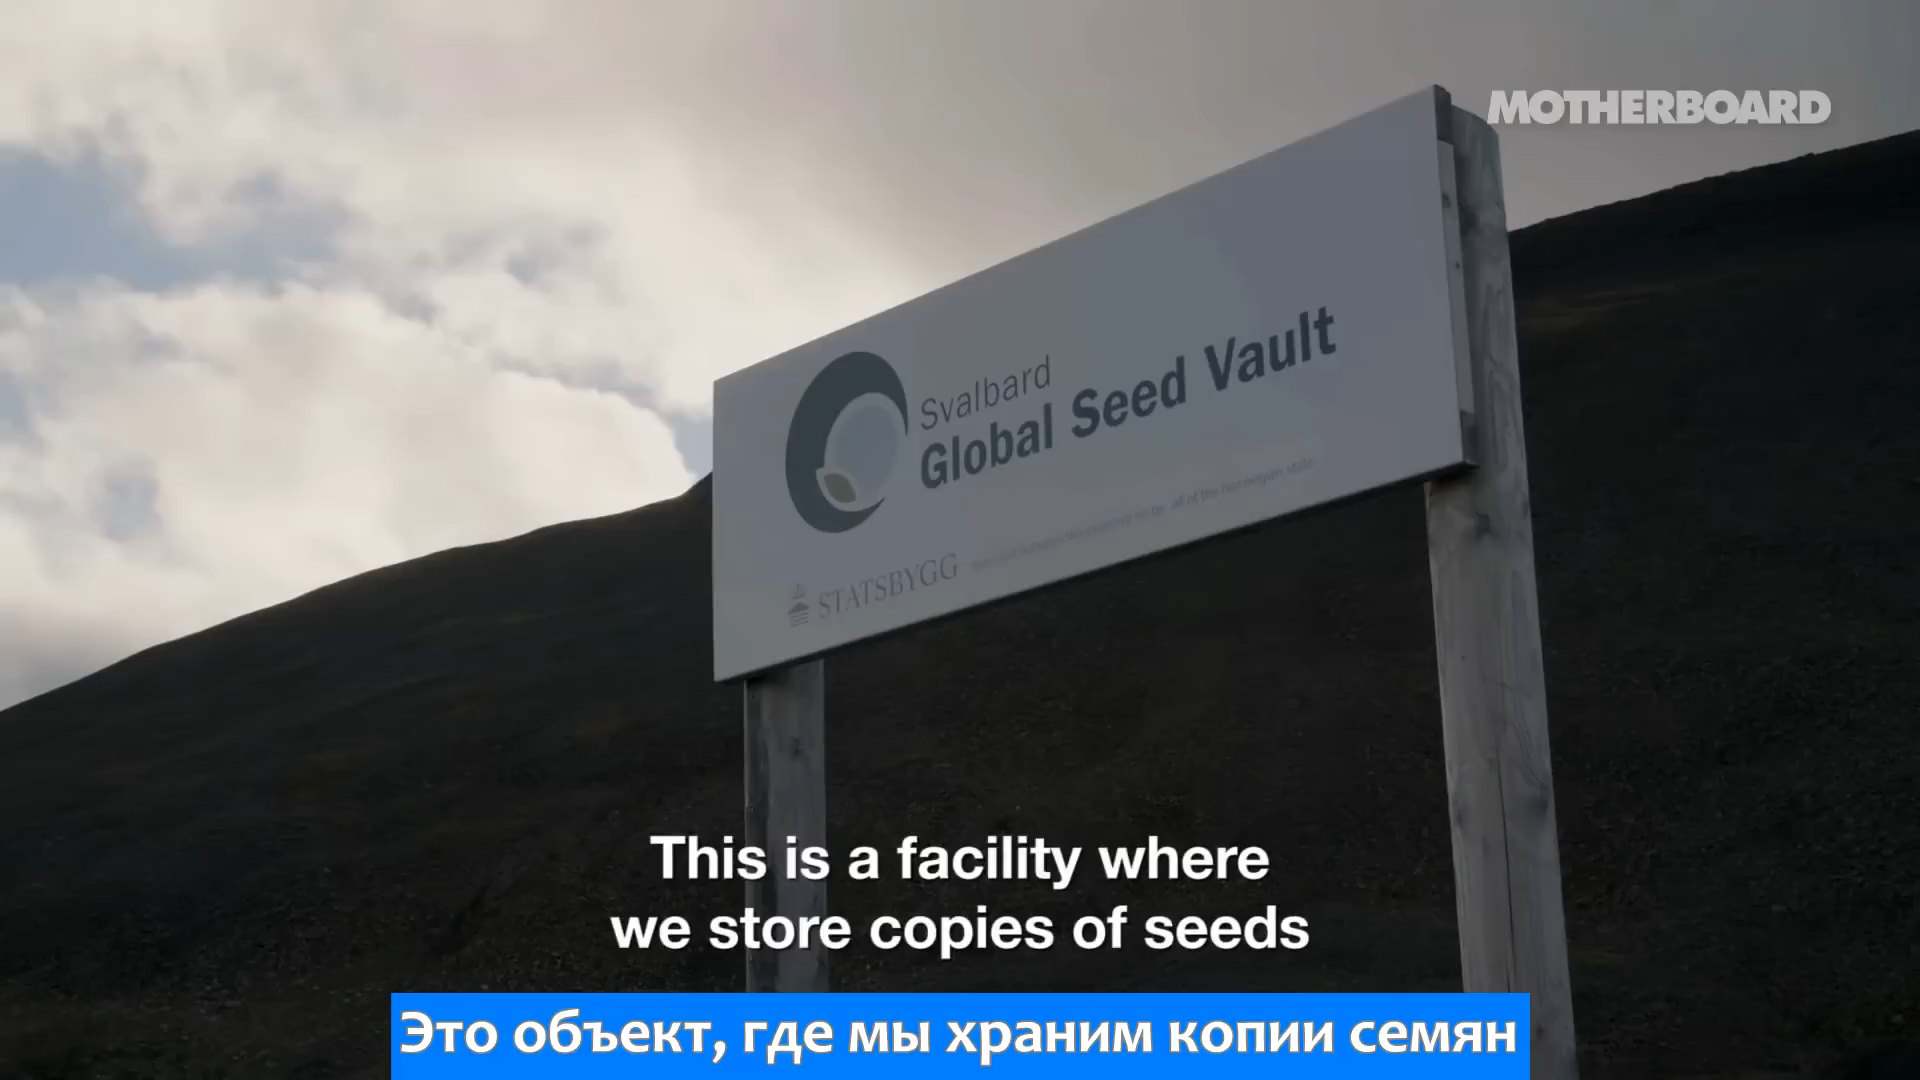 MOTHERBOARD
Svalbard
Global Seed Vault
STATSBYGG
This is a facility where
we store copies of seeds
Это объект, где мы храним копии семян